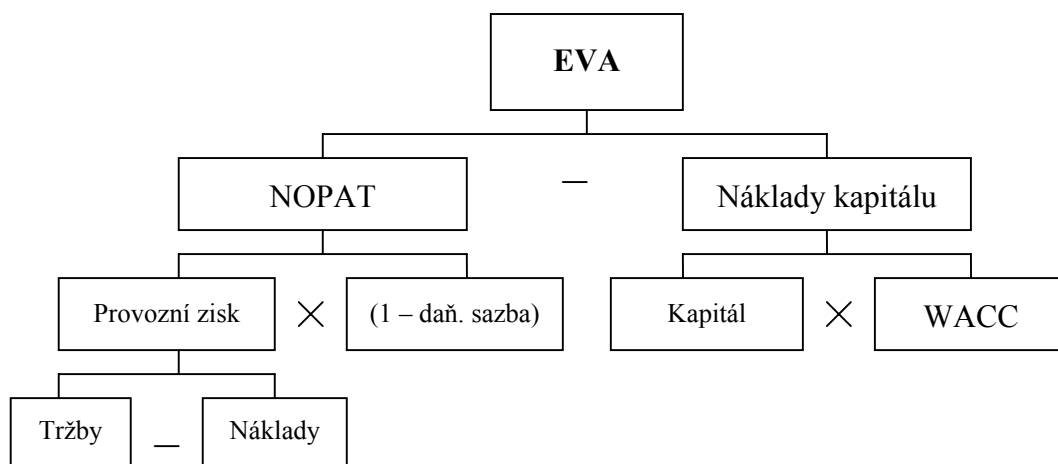 EVA
NOPAT – Náklady kapitálu
Provozní zisk × (1 – daň. sazba) Kapitál × WACC
Tržby – Náklady